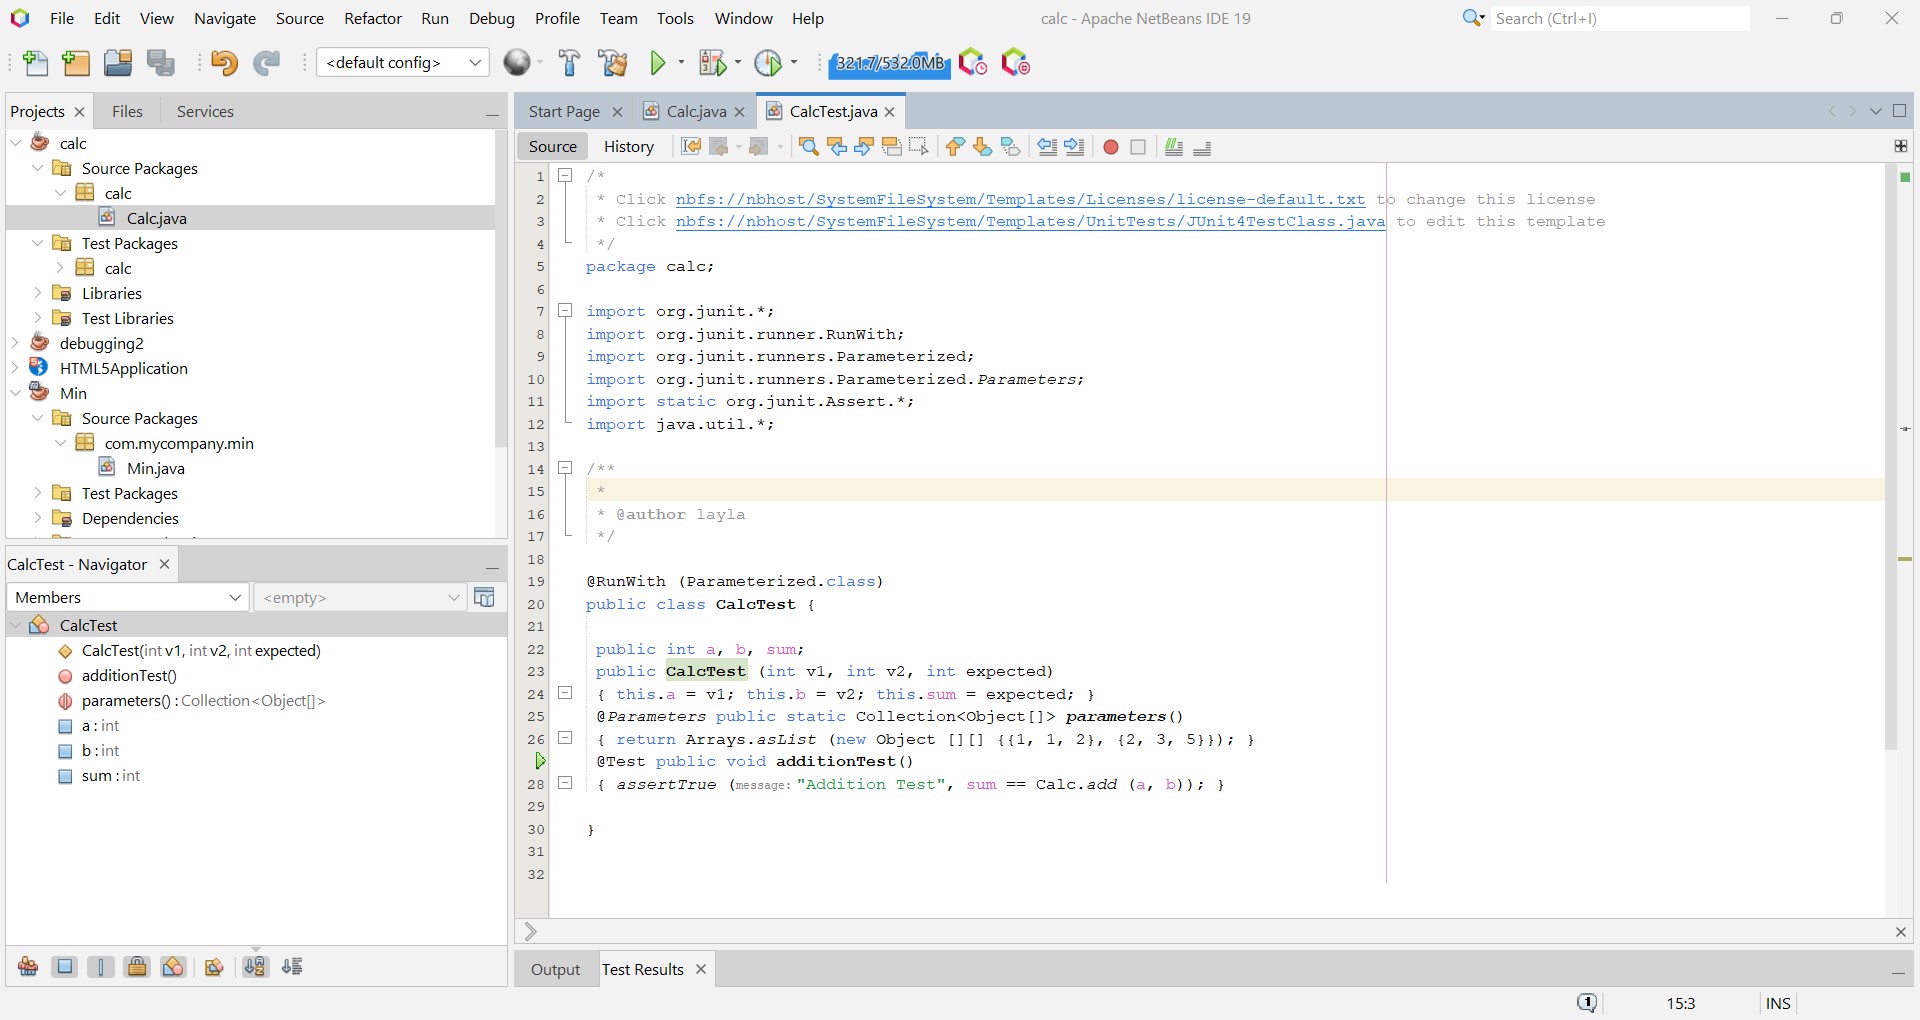 File Edit View Navigate Source Refactor Run Debug Profile Team Tools Window Help
calc - Apache NetBeans IDE 19
Search (Ctrl+I)
<default config>
321.7/532.0MB
Projects Files Services
calc
Source Packages
calc
Calc.java
Test Packages
calc
Libraries
Test Libraries
debugging2
HTML5Application
Min
Source Packages
com.mycompany.min
Min.java
Test Packages
Dependencies
CalcTest - Navigator
Members <empty>
CalcTest
CalcTest(int v1, int v2, int expected)
additionTest()
parameters() : Collection<Object[]>
a : int
b : int
sum : int
Start Page Calc.java CalcTest.java
Source History
1 /*
2 * Click nbfs://nbhost/SystemFileSystem/Templates/Licenses/license-default.txt to change this license
3 * Click nbfs://nbhost/SystemFileSystem/Templates/UnitTests/JUnit4TestClass.java to edit this template
4 */
5 package calc;
6
7 import org.junit.*;
8 import org.junit.runner.RunWith;
9 import org.junit.runners.Parameterized;
10 import org.junit.runners.Parameterized.Parameters;
11 import static org.junit.Assert.*;
12 import java.util.*;
13
14 /**
15 *
16 * @author layla
17 */
18
19 @RunWith (Parameterized.class)
20 public class CalcTest {
21
22 public int a, b, sum;
23 public CalcTest (int v1, int v2, int expected)
24 { this.a = v1; this.b = v2; this.sum = expected; }
25 @Parameters public static Collection<Object[]> parameters()
26 { return Arrays.asList (new Object [][] {{1, 1, 2}, {2, 3, 5}}); }
@Test public void additionTest()
28 { assertTrue (message: "Addition Test", sum == Calc.add (a, b)); }
29
30 }
31
32
Output Test Results
1 15:3 INS